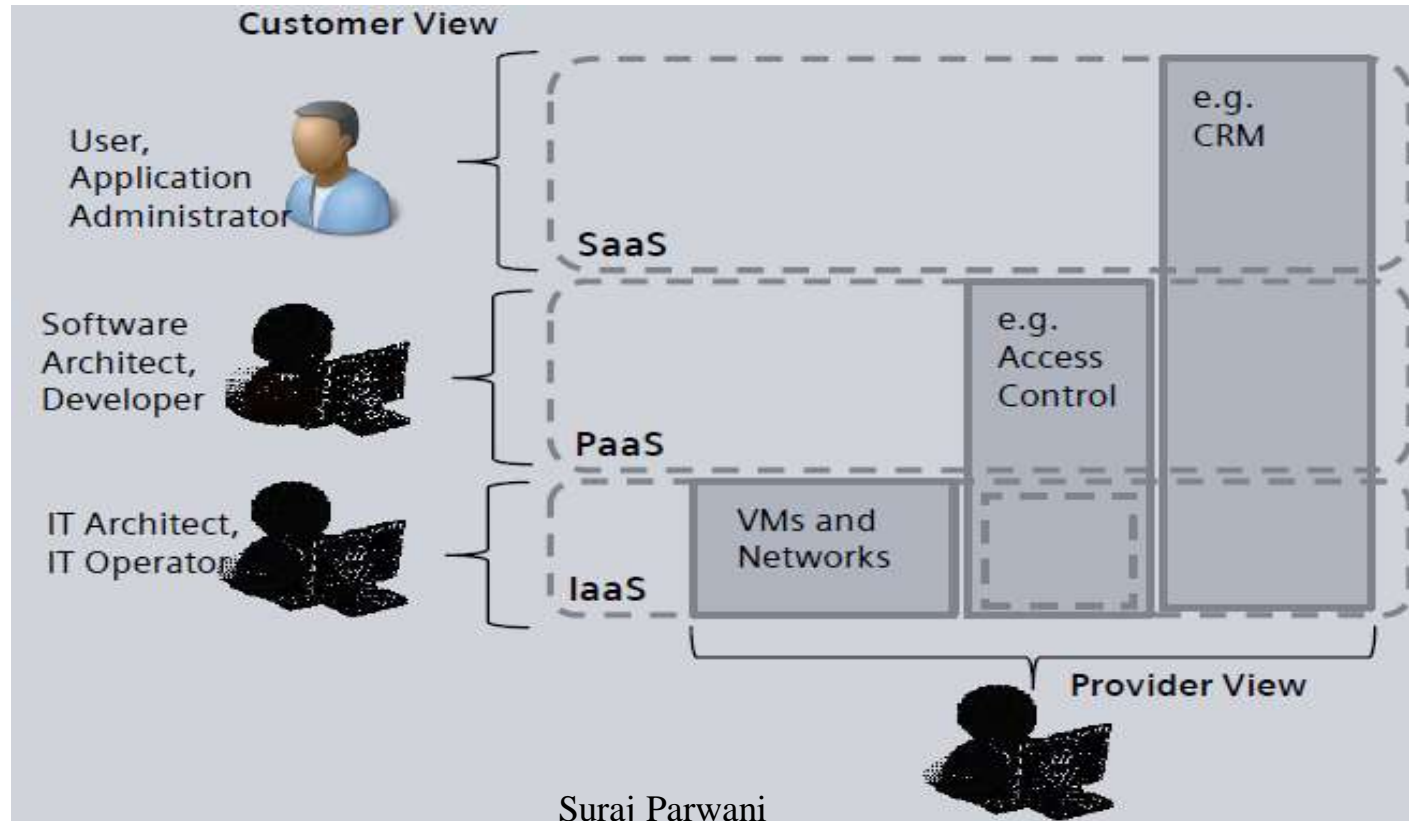 Customer View
User,
Application
Administrator
e.g.
CRM
SaaS
Software
Architect,
Developer
e.g.
Access
Control
PaaS
IT Architect,
IT Operator
VMs and
Networks
IaaS
Provider View
Suraj Parwani